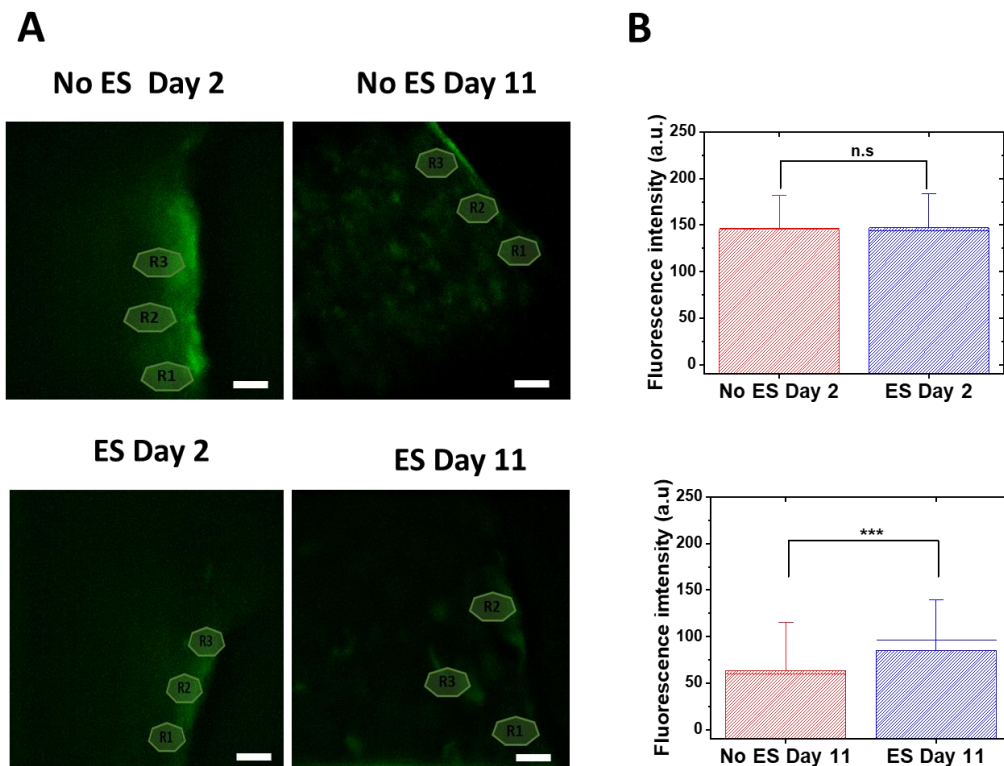 A
No ES Day 2
No ES Day 11
R3
R2
R1
R3
R2
R1
ES Day 2
ES Day 11
R3
R2
R1
R2
R3
R1
B
Fluorescence intensity (a.u.)
250
200
150
100
50
0
n.s
No ES Day 2
ES Day 2
Fluorescence imtensity (a.u)
250
200
150
100
50
0
***
No ES Day 11
ES Day 11